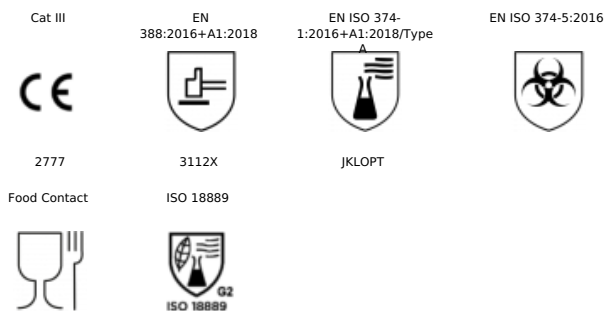 Cat III
EN
388:2016+A1:2018
EN ISO 374-
1:2016+A1:2018/Type
A
EN ISO 374-5:2016
CE
2777
3112X
JKLOPT
Food Contact
ISO 18889
G2
ISO 18889